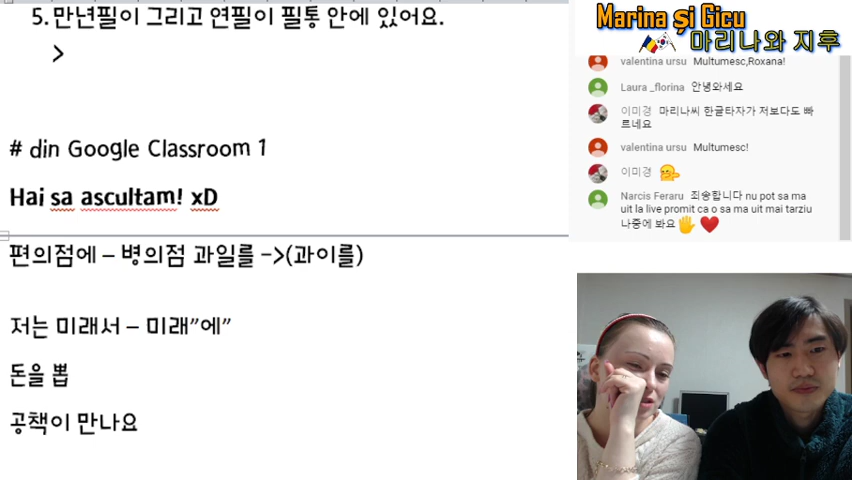 5. 만년필이 그리고 연필이 필통 안에 있어요.
>
# din Google Classroom 1
Hai sa ascultam! xD
편의점에 – 병의점 과일를 ->(과이를)
저는 미래서 – 미래”에”
돈을 뽑
공책이 만나요
Marina și Gicu
마리나와 지후
valentina ursu Multumesc,Roxana!
Laura _florina 안녕와세요
이미경 마리나씨 한글타자가 저보다도 빠
르네요
valentina ursu Multumesc!
이미경
Narcis Feraru 죄송합니다 nu pot sa ma
uit la live promit ca o sa ma uit mai tarziu
나중에 봐요